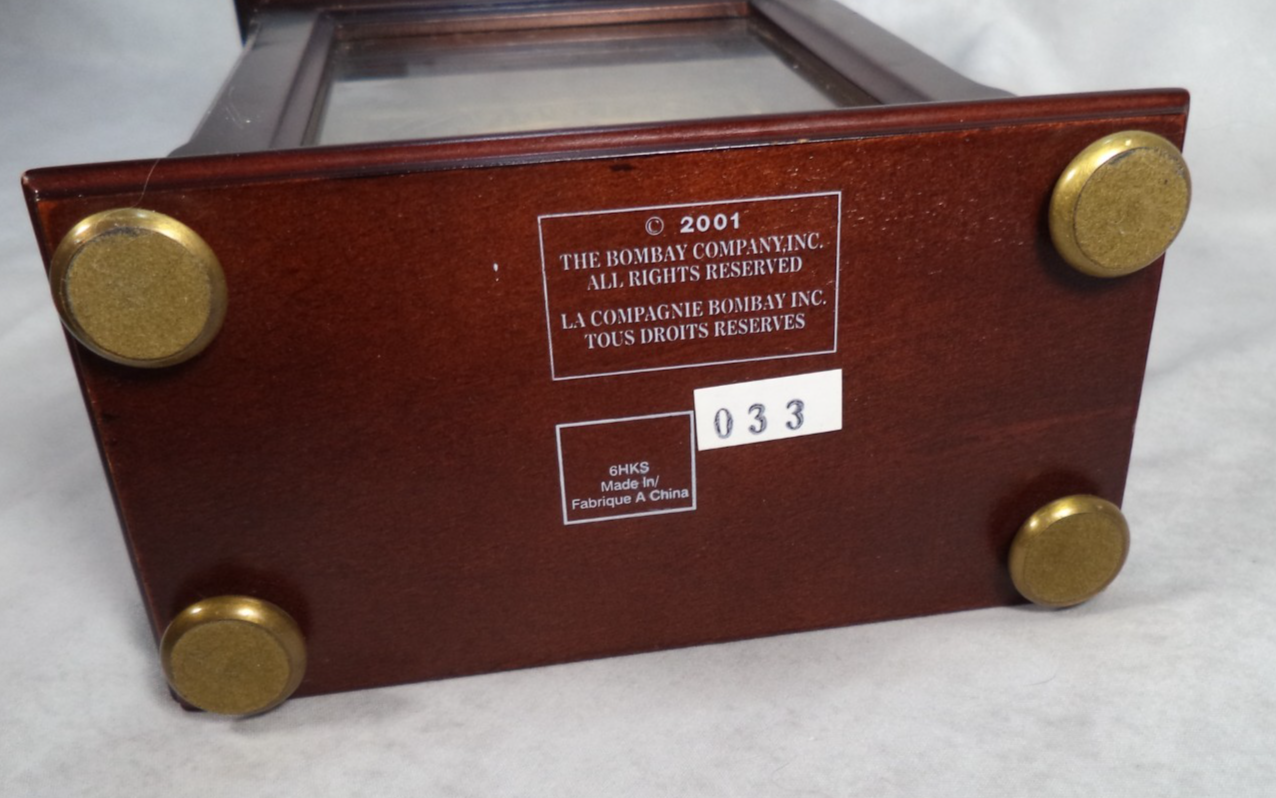 © 2001
THE BOMBAY COMPANY,INC.
ALL RIGHTS RESERVED
LA COMPAGNIE BOMBAY INC.
TOUS DROITS RESERVES
033
6HKS
Made In/
Fabrique A China